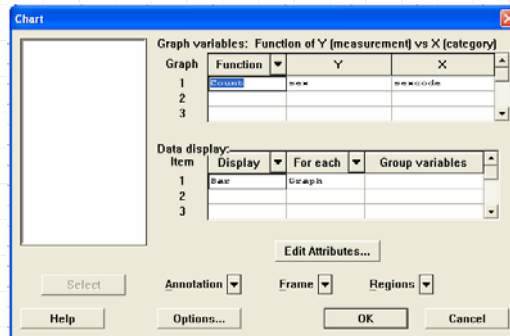 Chart
Graph variables: Function of Y (measurement) vs X (category)
Graph Function Y X
1 Count sex sexcode
2
3
Data display:
Item Display For each Group variables
1 Bar Graph
2
3
Edit Attributes...
Select Annotation Frame Regions
Help Options... OK Cancel